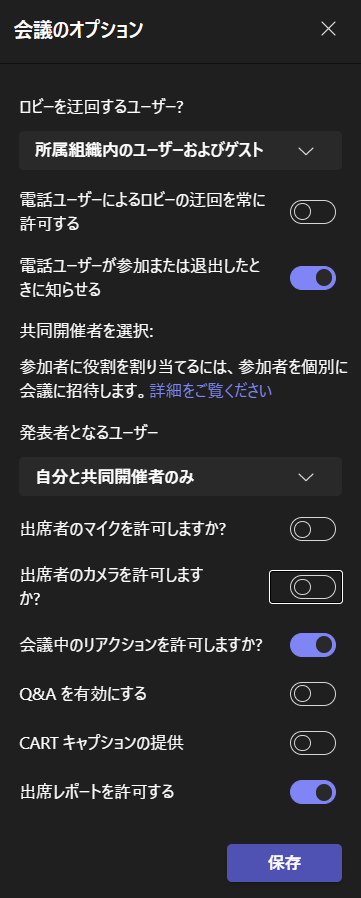 会議のオプション
ロビーを迂回するユーザー?
所属組織内のユーザーおよびゲスト
電話ユーザーによるロビーの迂回を常に
許可する
電話ユーザーが参加または退出したと
きに知らせる
共同開催者を選択:
参加者に役割を割り当てるには、参加者を個別に
会議に招待します。詳細をご覧ください
発表者となるユーザー
自分と共同開催者のみ
出席者のマイクを許可しますか?
出席者のカメラを許可します
か?
会議中のリアクションを許可しますか?
Q&A を有効にする
CART キャプションの提供
出席レポートを許可する
保存